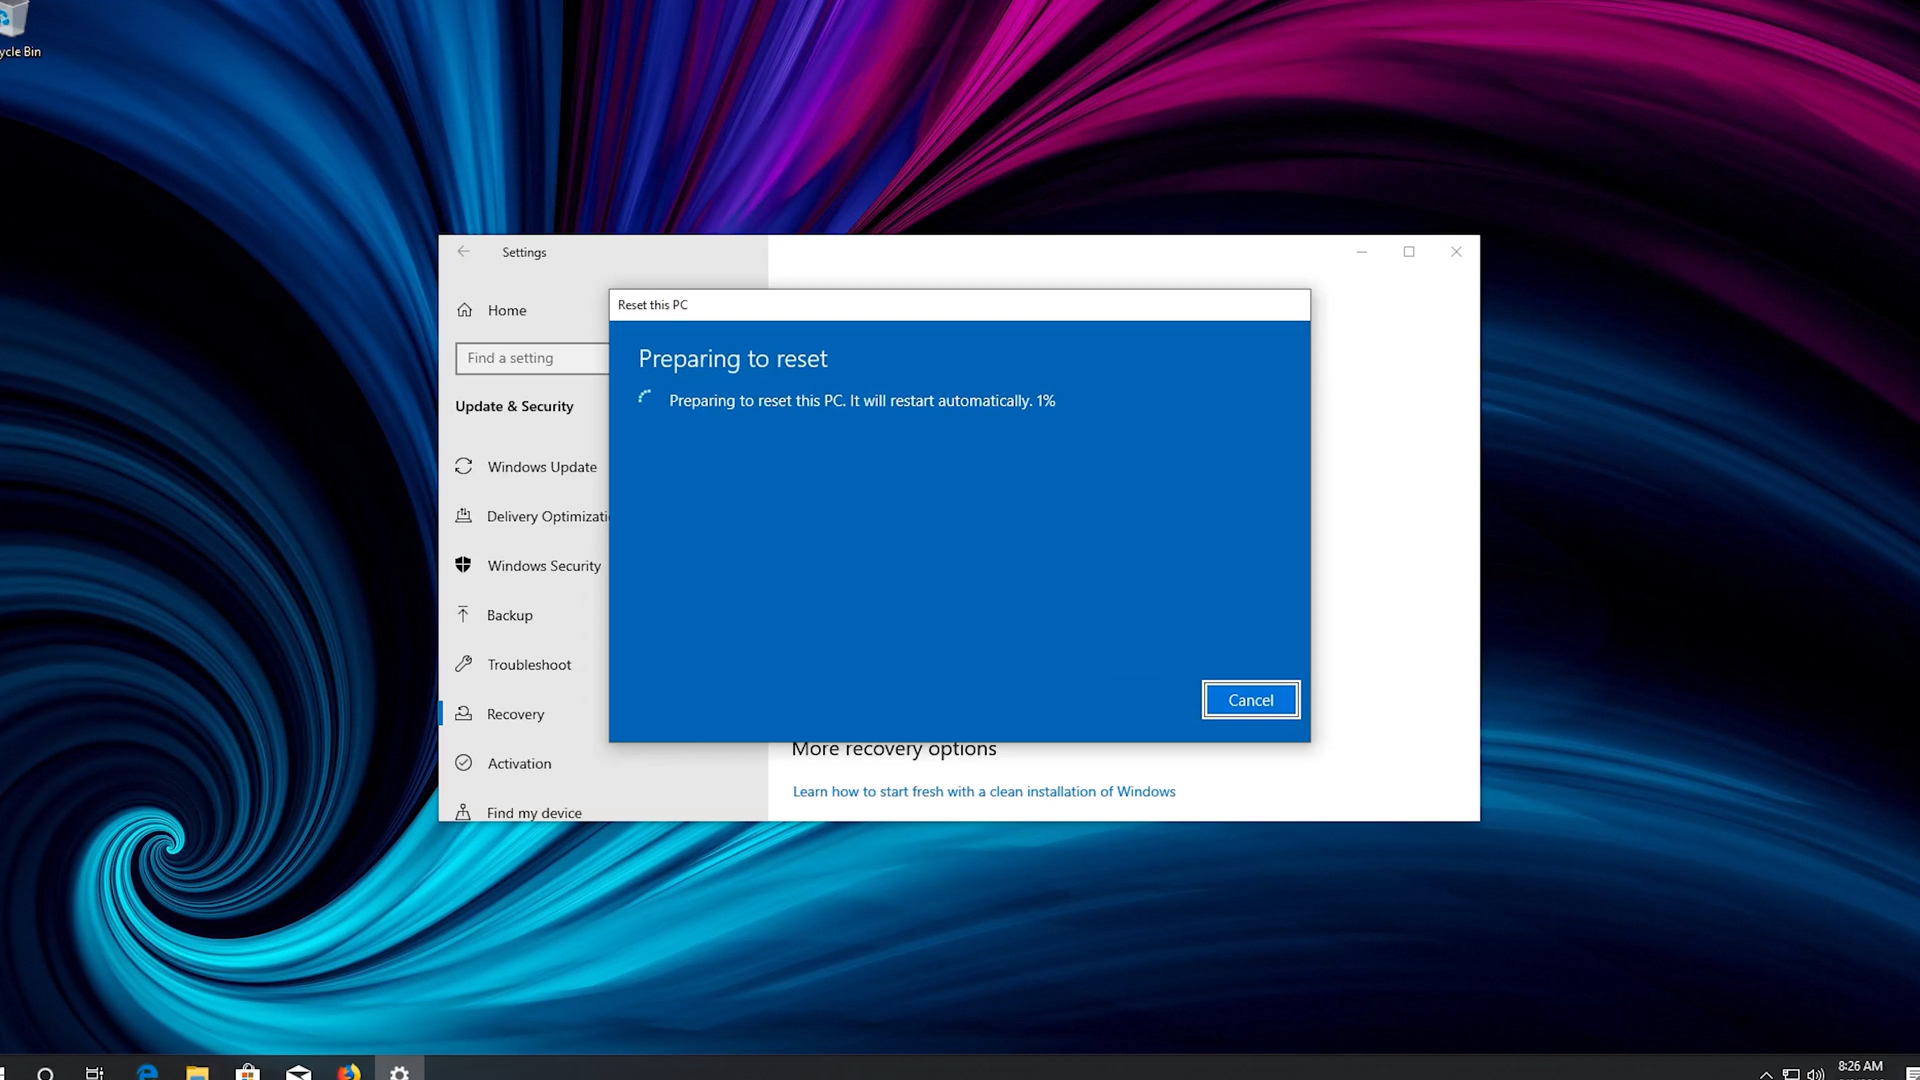 ycle Bin
Settings
Home
Find a setting
Update & Security
Windows Update
Delivery Optimizati
Windows Security
Backup
Troubleshoot
Recovery
Activation
Find my device
Reset this PC
Preparing to reset
Preparing to reset this PC. It will restart automatically. 1%
Cancel
More recovery options
Learn how to start fresh with a clean installation of Windows
8:26 AM